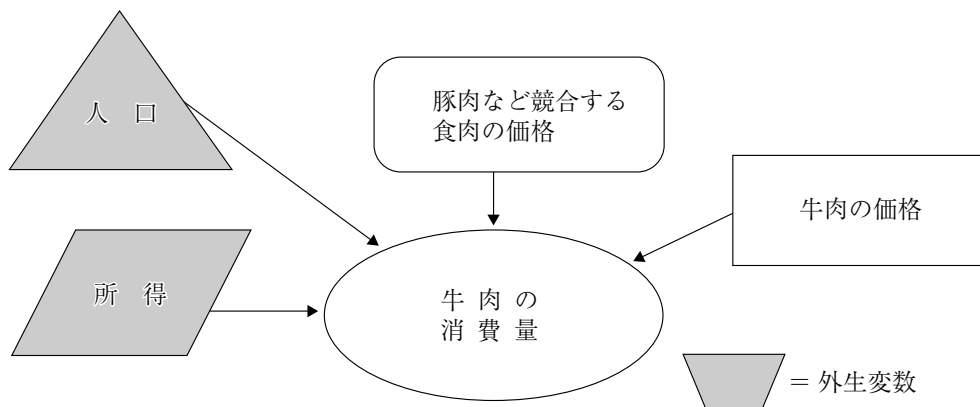 人 口
豚肉など競合する
食肉の価格
牛肉の価格
所 得
牛 肉 の
消 費 量
＝ 外生変数